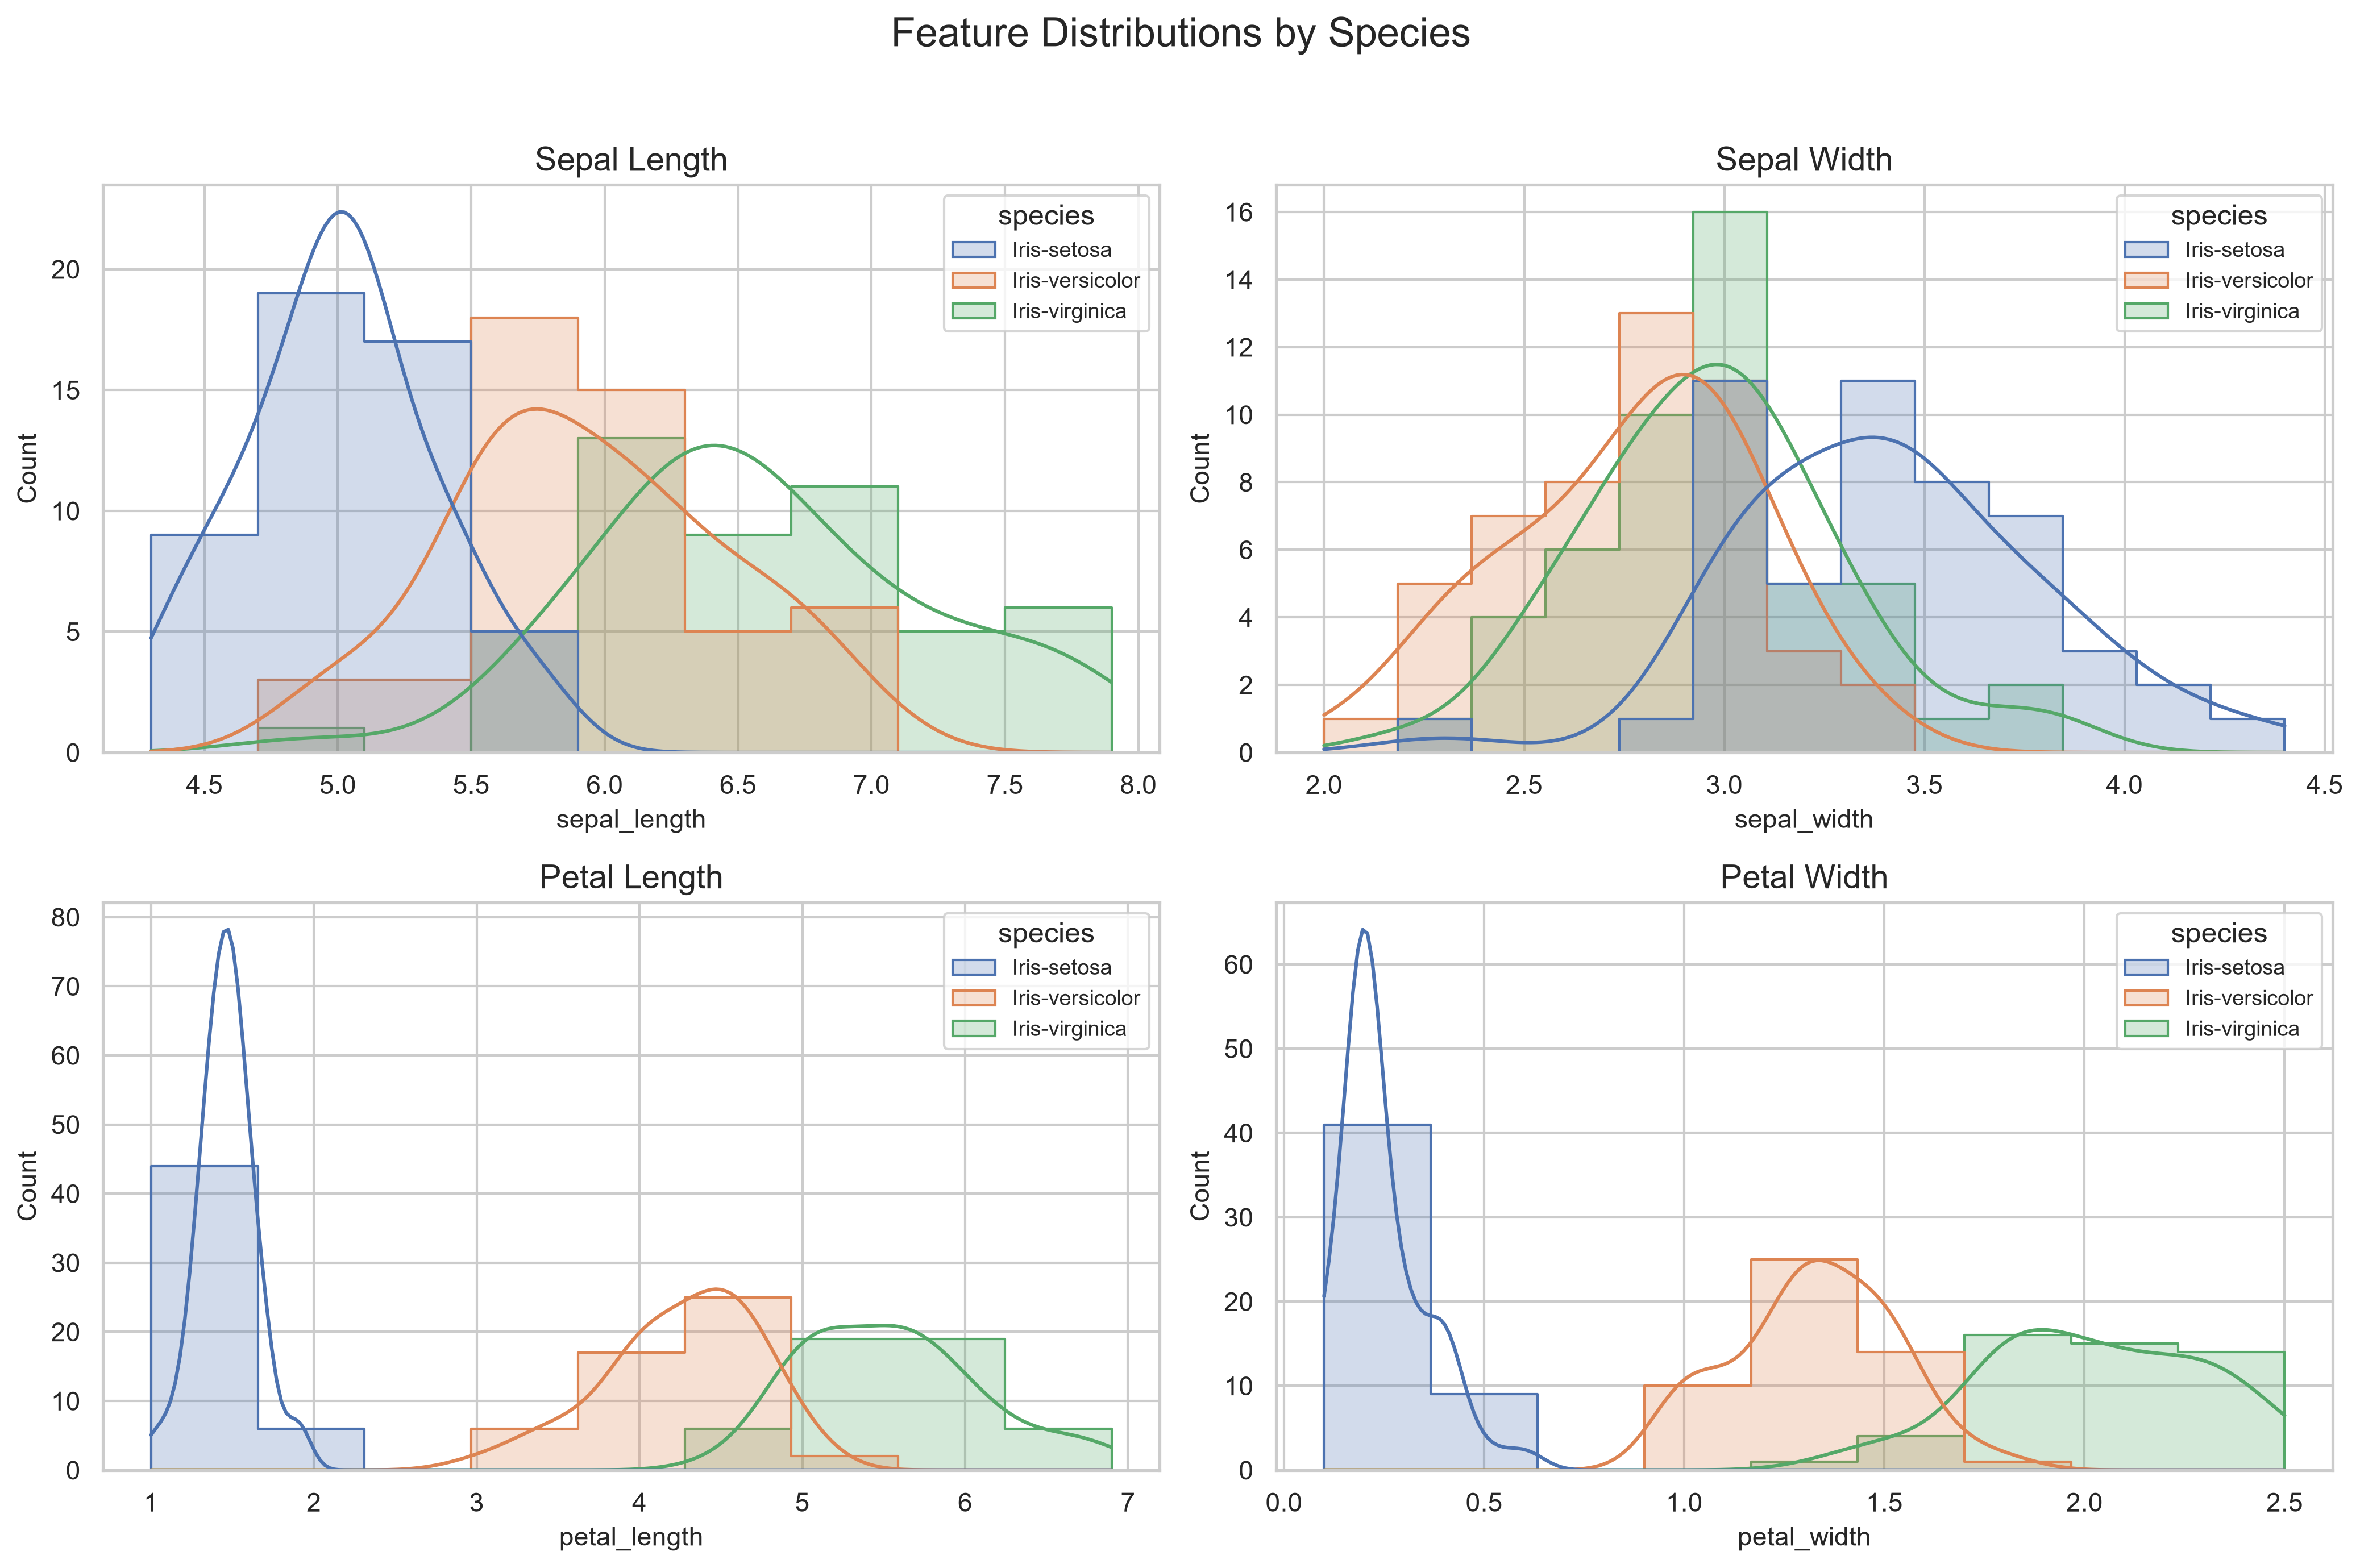 Feature Distributions by Species
Sepal Length
species
Iris-setosa
Iris-versicolor
Iris-virginica
Count
20
15
10
5
0
4.5 5.0 5.5 6.0 6.5 7.0 7.5 8.0
sepal_length
Sepal Width
species
Iris-setosa
Iris-versicolor
Iris-virginica
Count
16
14
12
10
8
6
4
2
0
2.0 2.5 3.0 3.5 4.0 4.5
sepal_width
Petal Length
species
Iris-setosa
Iris-versicolor
Iris-virginica
Count
80
70
60
50
40
30
20
10
0
1 2 3 4 5 6 7
petal_length
Petal Width
species
Iris-setosa
Iris-versicolor
Iris-virginica
Count
60
50
40
30
20
10
0
0.0 0.5 1.0 1.5 2.0 2.5
petal_width